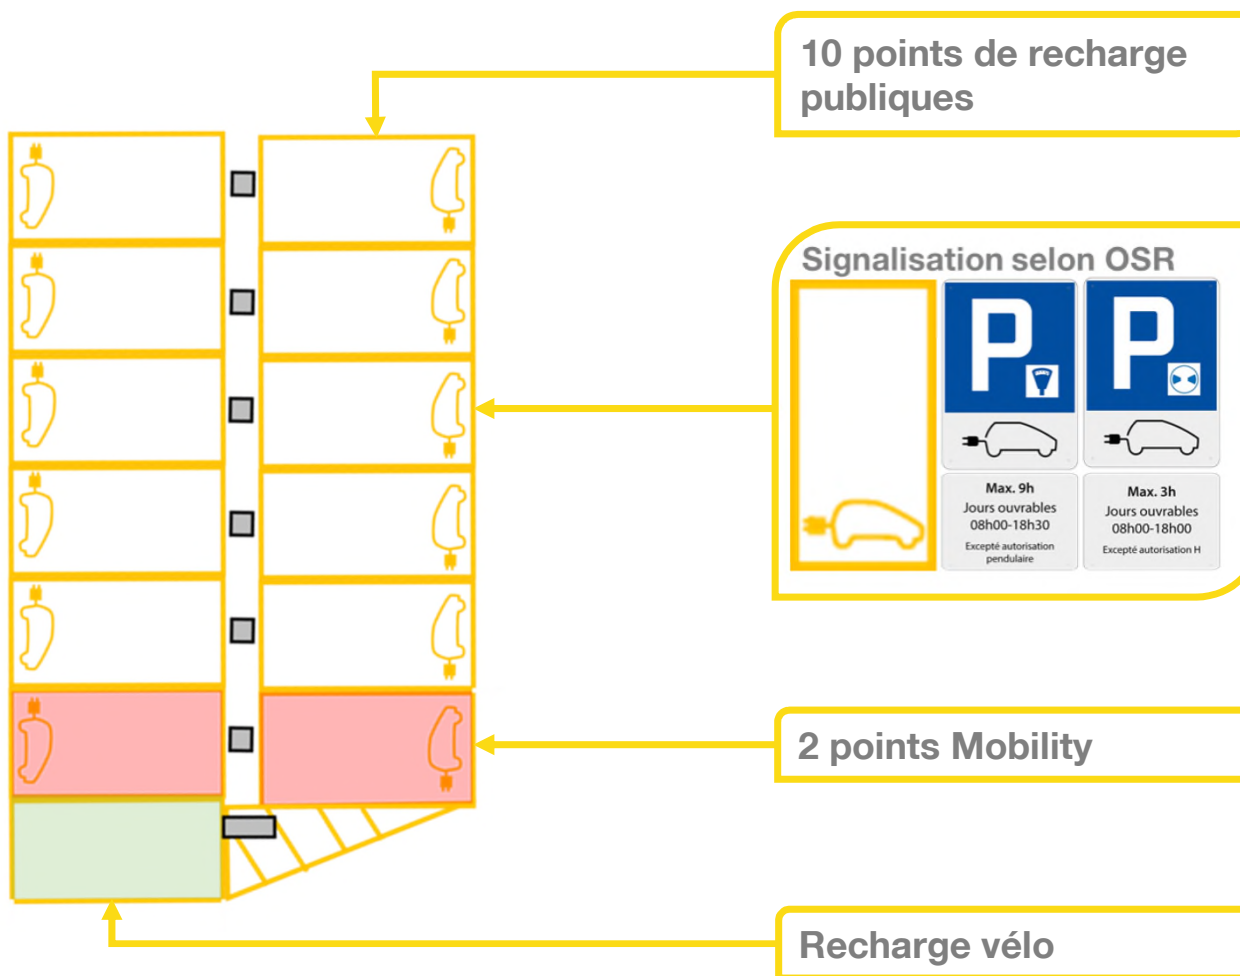 10 points de recharge
publiques
Signalisation selon OSR
P
Max. 9h
Jours ouvrables
08h00-18h30
Excepté autorisation
pendulaire
P
Max. 3h
Jours ouvrables
08h00-18h00
Excepté autorisation H
2 points Mobility
Recharge vélo